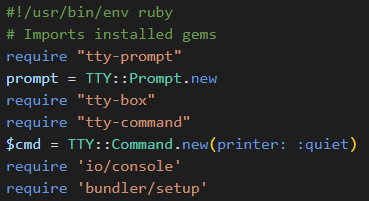 #!/usr/bin/env ruby
# Imports installed gems
require "tty-prompt"
prompt = TTY::Prompt.new
require "tty-box"
require "tty-command"
$cmd = TTY::Command.new(printer: :quiet)
require 'io/console'
require 'bundler/setup'